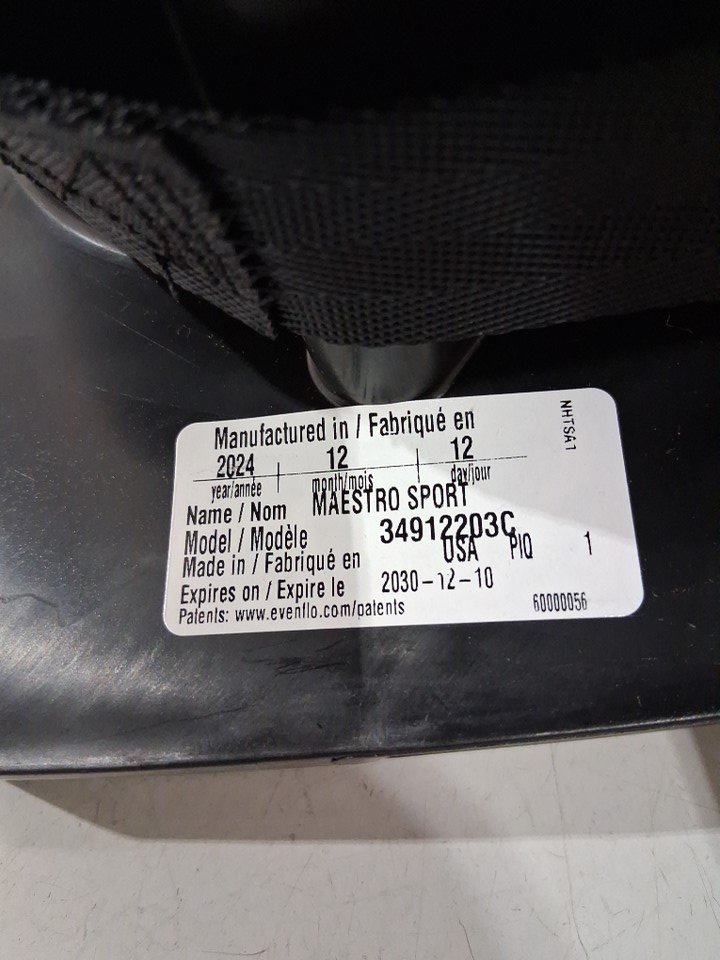 Manufactured in / Fabriqué en
2024 12 12
year/année month/mois day/jour
Name / Nom MAESTRO SPORT
Model / Modèle 34912203C
Made in / Fabriqué en USA PIQ 1
Expires on / Expire le 2030-12-10
Patents: www.evenflo.com/patents 60000056
NHTSA1